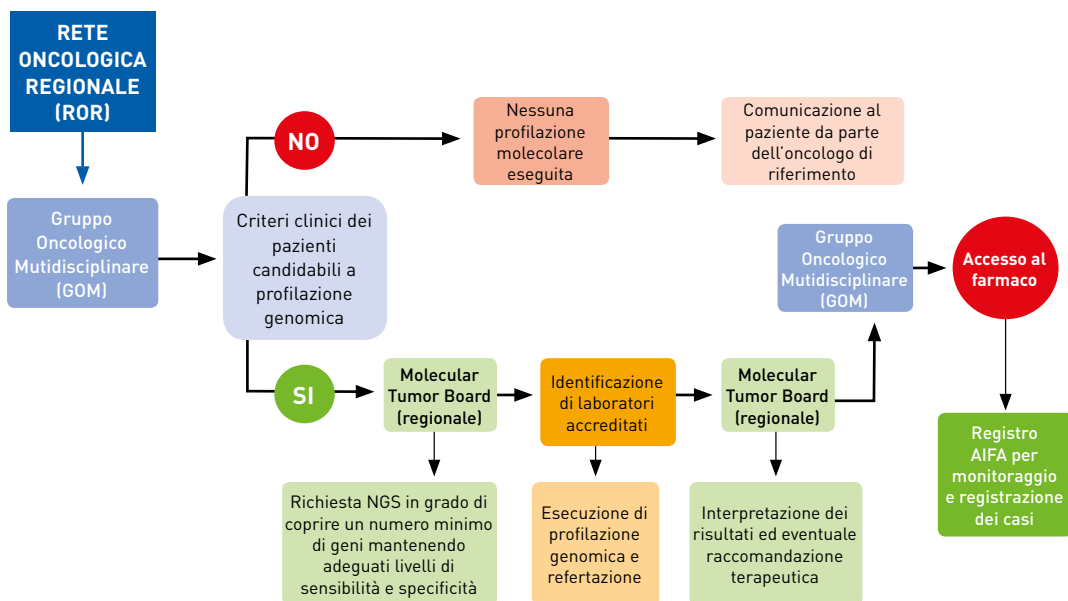 RETE
ONCOLOGICA
REGIONALE
(ROR)
Gruppo
Oncologico
Mutidisciplinare
(GOM)
Criteri clinici dei
pazienti
candidabili a
profilazione
genomica
NO
Nessuna
profilazione
molecolare
eseguita
Comunicazione al
paziente da parte
dell'oncologo di
riferimento
SI
Molecular
Tumor Board
(regionale)
Identificazione
di laboratori
accreditati
Molecular
Tumor Board
(regionale)
Gruppo
Oncologico
Mutidisciplinare
(GOM)
Accesso al
farmaco
Richiesta NGS in grado di
coprire un numero minimo
di geni mantenendo
adeguati livelli di
sensibilità e specificità
Esecuzione di
profilazione
genomica e
refertazione
Interpretazione dei
risultati ed eventuale
raccomandazione
terapeutica
Registro
AIFA per
monitoraggio
e registrazione
dei casi